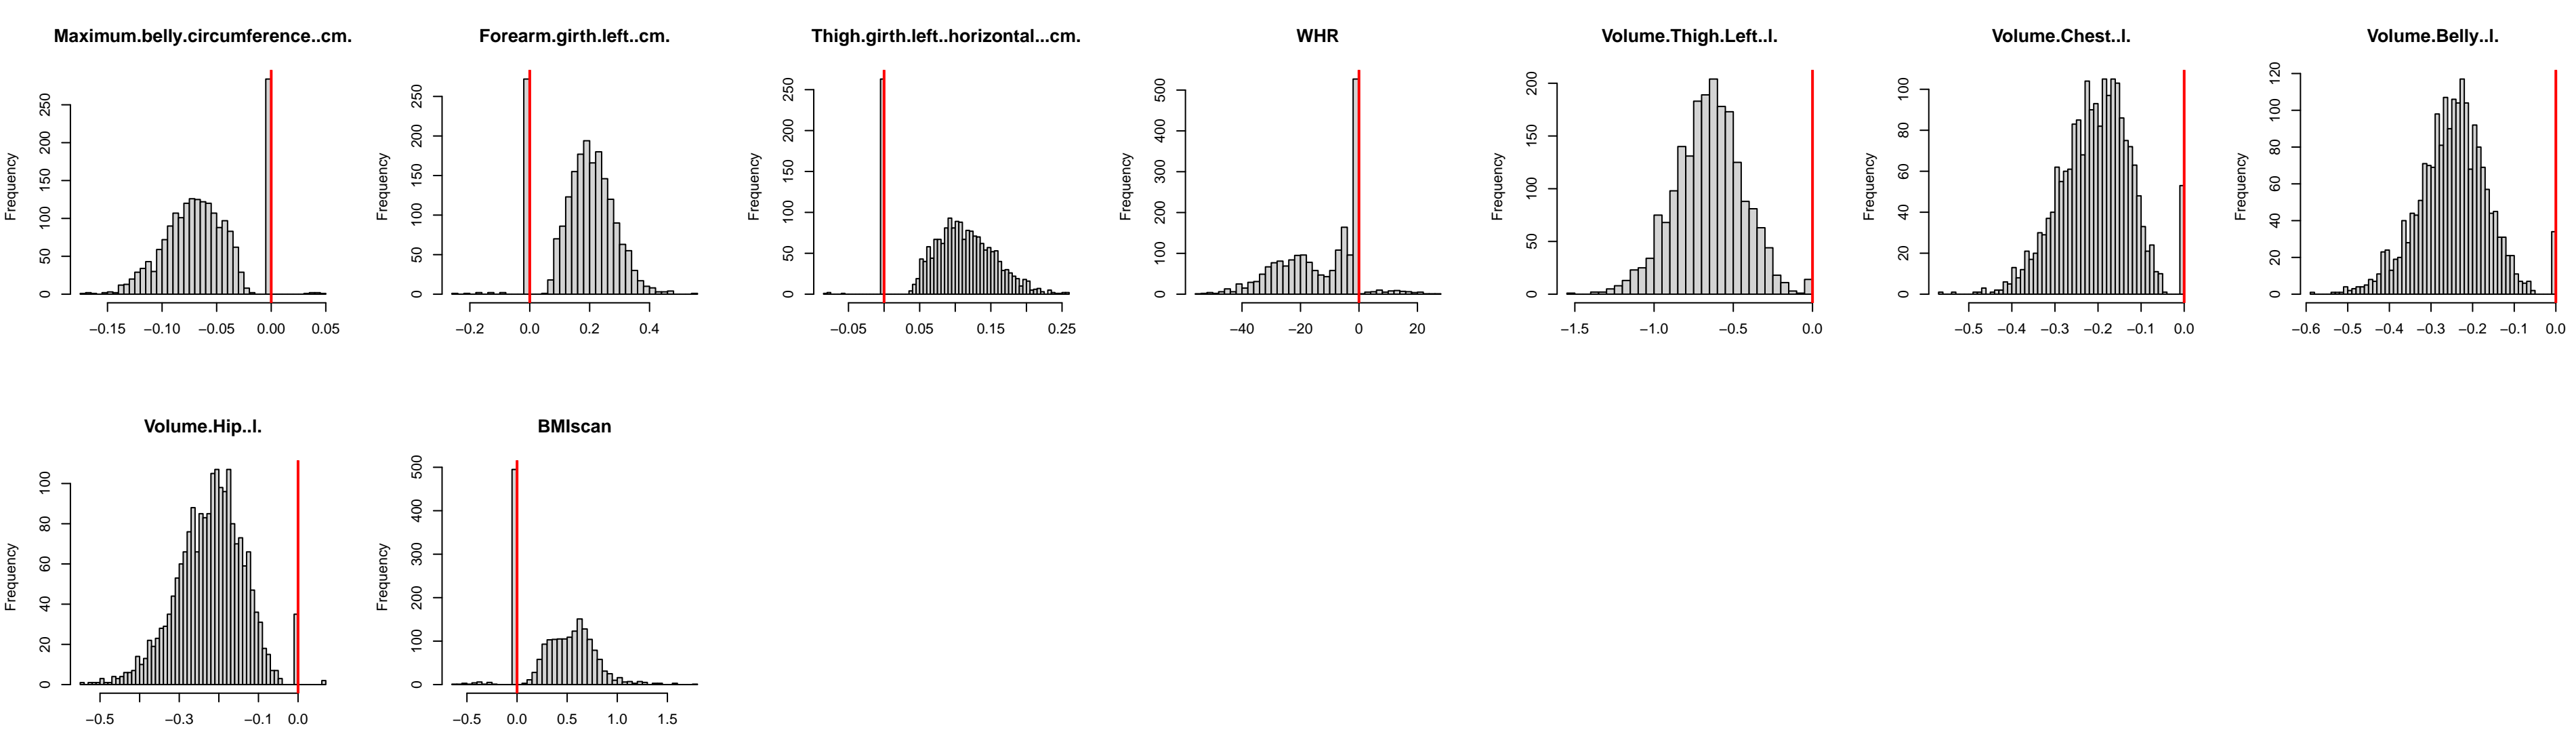 Maximum.belly.circumference..cm.
Frequency
0 50 100 150 200 250
−0.15 −0.10 −0.05 0.00 0.05
Forearm.girth.left..cm.
Frequency
0 50 100 150 200 250
−0.2 0.0 0.2 0.4
Thigh.girth.left..horizontal...cm.
Frequency
0 50 100 150 200 250
−0.05 0.05 0.15 0.25
WHR
Frequency
0 100 200 300 400 500
−40 −20 0 20
Volume.Thigh.Left..l.
Frequency
0 50 100 150 200
−1.5 −1.0 −0.5 0.0
Volume.Chest..l.
Frequency
0 20 40 60 80 100
−0.5 −0.4 −0.3 −0.2 −0.1 0.0
Volume.Belly..l.
Frequency
0 20 40 60 80 100 120
−0.6 −0.5 −0.4 −0.3 −0.2 −0.1 0.0
Volume.Hip..l.
Frequency
0 20 40 60 80 100
−0.5 −0.3 −0.1 0.0
BMIscan
Frequency
0 100 200 300 400 500
−0.5 0.0 0.5 1.0 1.5